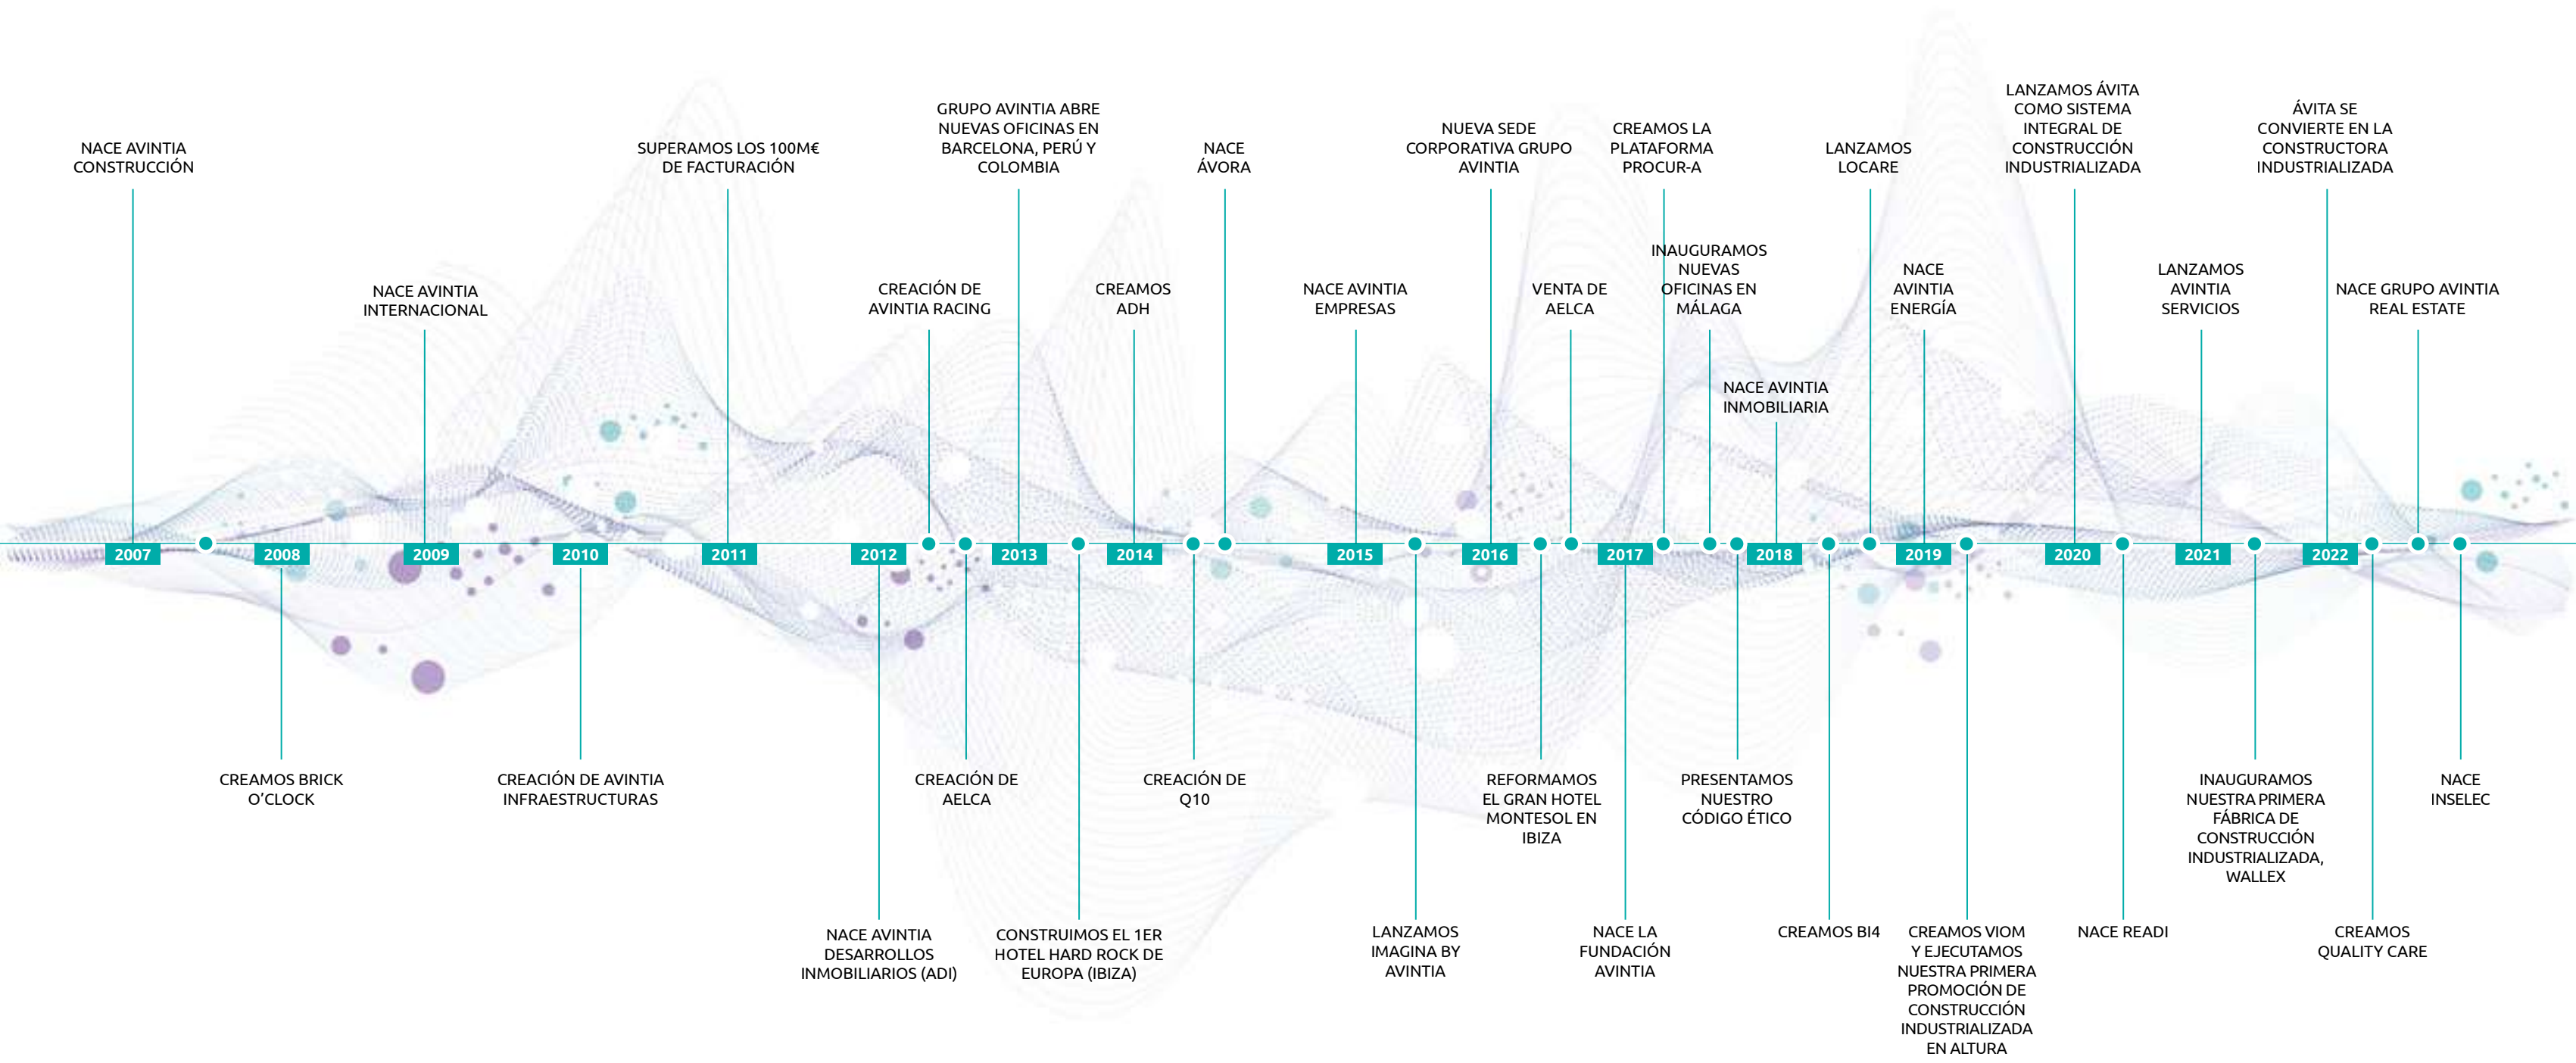 NACE AVINTIA
CONSTRUCCIÓN
SUPERAMOS LOS 100M€
DE FACTURACIÓN
GRUPO AVINTIA ABRE
NUEVAS OFICINAS EN
BARCELONA, PERÚ Y
COLOMBIA
NACE
ÁVORA
NUEVA SEDE
CORPORATIVA GRUPO
AVINTIA
CREAMOS LA
PLATAFORMA
PROCUR-A
LANZAMOS
LOCARE
LANZAMOS ÁVITA
COMO SISTEMA
INTEGRAL DE
CONSTRUCCIÓN
INDUSTRIALIZADA
ÁVITA SE
CONVIERTE EN LA
CONSTRUCTORA
INDUSTRIALIZADA
NACE AVINTIA
INTERNACIONAL
CREACIÓN DE
AVINTIA RACING
CREAMOS
ADH
NACE AVINTIA
EMPRESAS
VENTA DE
AELCA
INAUGURAMOS
NUEVAS
OFICINAS EN
MÁLAGA
NACE
AVINTIA
ENERGÍA
LANZAMOS
AVINTIA
SERVICIOS
NACE GRUPO AVINTIA
REAL ESTATE
NACE AVINTIA
INMOBILIARIA
2007
2008
2009
2010
2011
2012
2013
2014
2015
2016
2017
2018
2019
2020
2021
2022
CREAMOS BRICK
O'CLOCK
CREACIÓN DE AVINTIA
INFRAESTRUCTURAS
CREACIÓN DE
AELCA
CREACIÓN DE
Q10
REFORMAMOS
EL GRAN HOTEL
MONTESOL EN
IBIZA
PRESENTAMOS
NUESTRO
CÓDIGO ÉTICO
INAUGURAMOS
NUESTRA PRIMERA
FÁBRICA DE
CONSTRUCCIÓN
INDUSTRIALIZADA,
WALLEX
NACE
INSELEC
NACE AVINTIA
DESARROLLOS
INMOBILIARIOS (ADI)
CONSTRUIMOS EL 1ER
HOTEL HARD ROCK DE
EUROPA (IBIZA)
LANZAMOS
IMAGINA BY
AVINTIA
NACE LA
FUNDACIÓN
AVINTIA
CREAMOS BI4
CREAMOS VIOM
Y EJECUTAMOS
NUESTRA PRIMERA
PROMOCIÓN DE
CONSTRUCCIÓN
INDUSTRIALIZADA
EN ALTURA
NACE READI
CREAMOS
QUALITY CARE